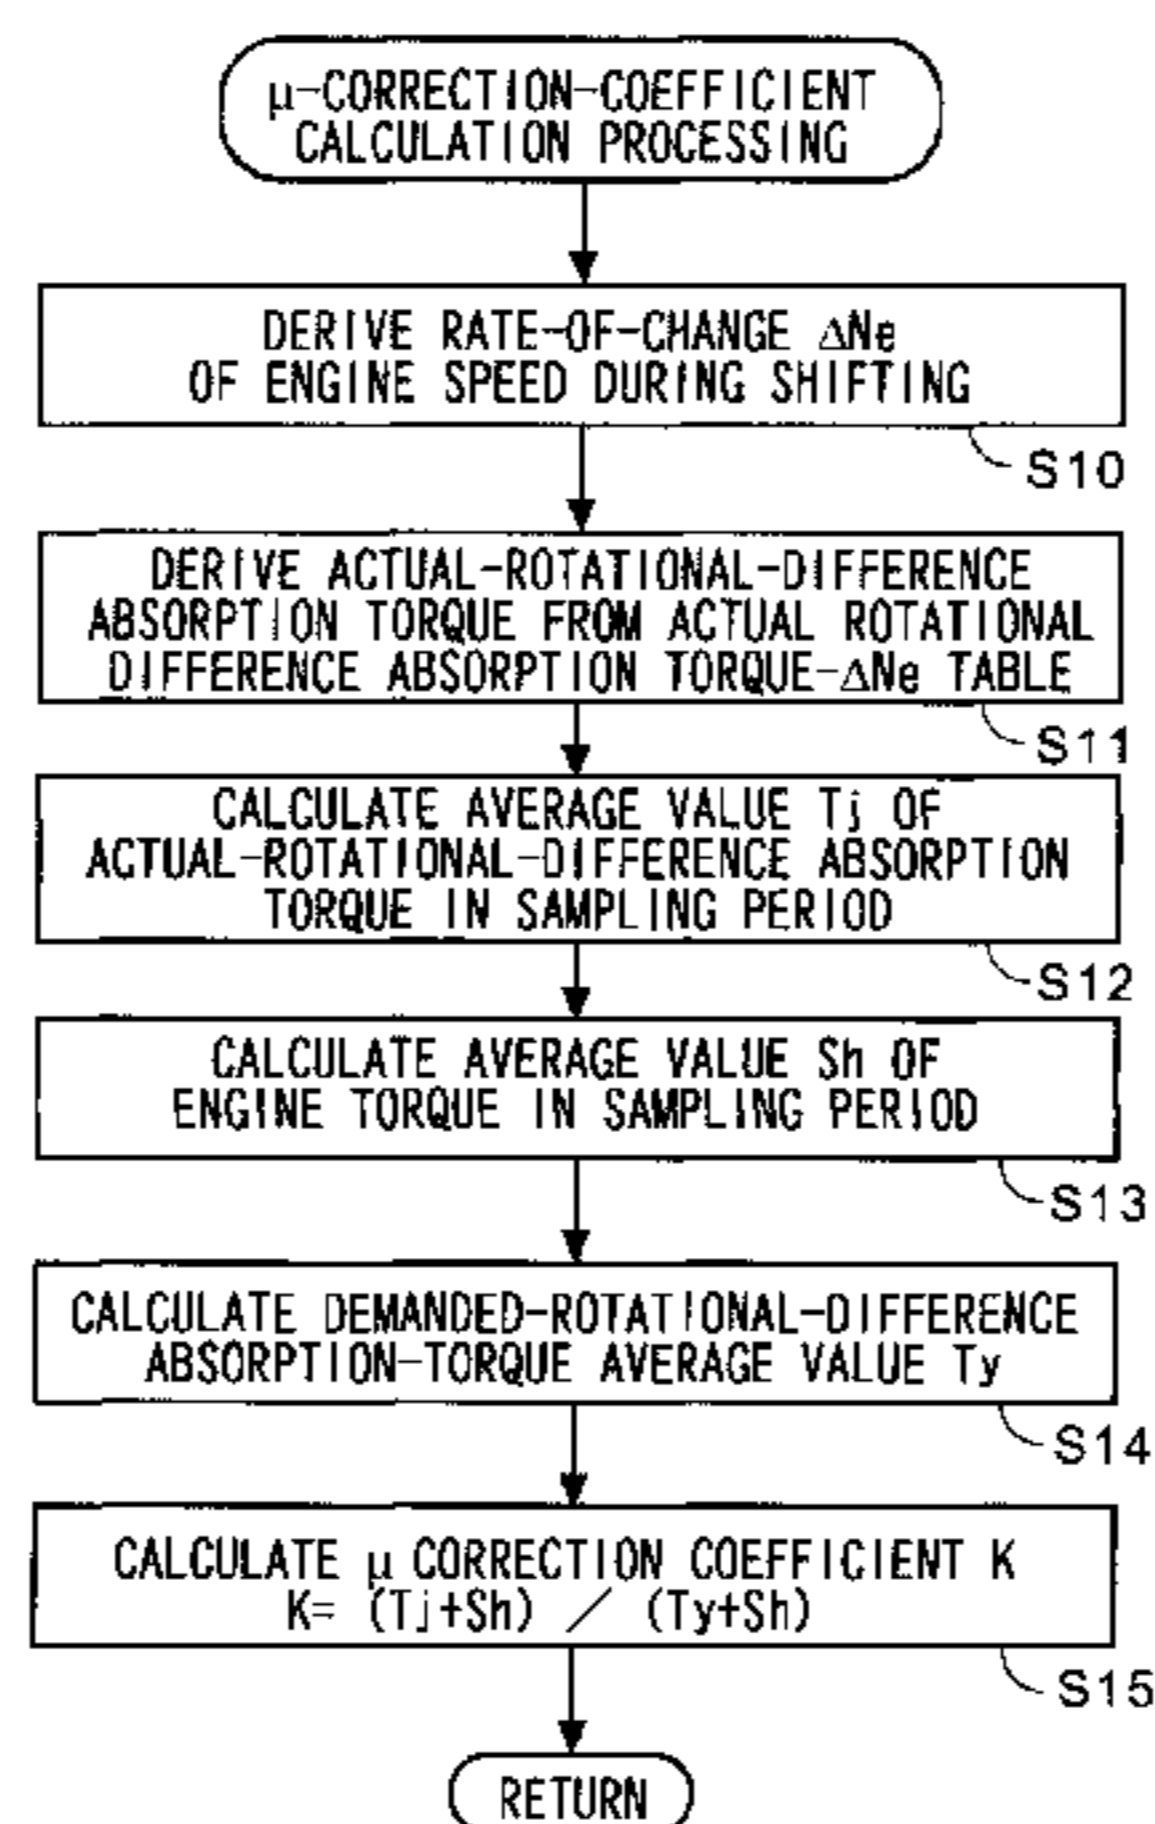 μ-CORRECTION-COEFFICIENT
CALCULATION PROCESSING
DERIVE RATE-OF-CHANGE ΔNe
OF ENGINE SPEED DURING SHIFTING
S10
DERIVE ACTUAL-ROTATIONAL-DIFFERENCE
ABSORPTION TORQUE FROM ACTUAL ROTATIONAL
DIFFERENCE ABSORPTION TORQUE-ΔNe TABLE
S11
CALCULATE AVERAGE VALUE Tj OF
ACTUAL-ROTATIONAL-DIFFERENCE ABSORPTION
TORQUE IN SAMPLING PERIOD
S12
CALCULATE AVERAGE VALUE Sh OF
ENGINE TORQUE IN SAMPLING PERIOD
S13
CALCULATE DEMANDED-ROTATIONAL-DIFFERENCE
ABSORPTION-TORQUE AVERAGE VALUE Ty
S14
CALCULATE μ CORRECTION COEFFICIENT K
K= (Tj+Sh) / (Ty+Sh)
S15
RETURN